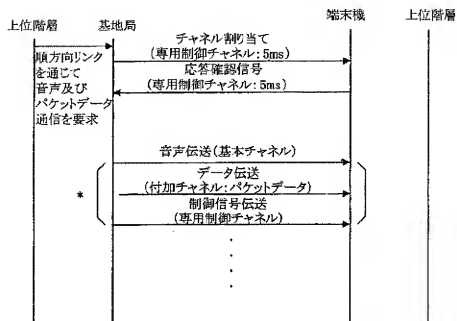 上位階層
基地局
端末機
上位階層
チャネル割り当て
(専用制御チャネル:5ms)
応答確認信号
(専用制御チャネル:5ms)
順方向リンク
を通じて
音声及び
パケットデータ
通信を要求
音声伝送(基本チャネル)
データ伝送
(付加チャネル:パケットデータ)
制御信号伝送
(専用制御チャネル)
*